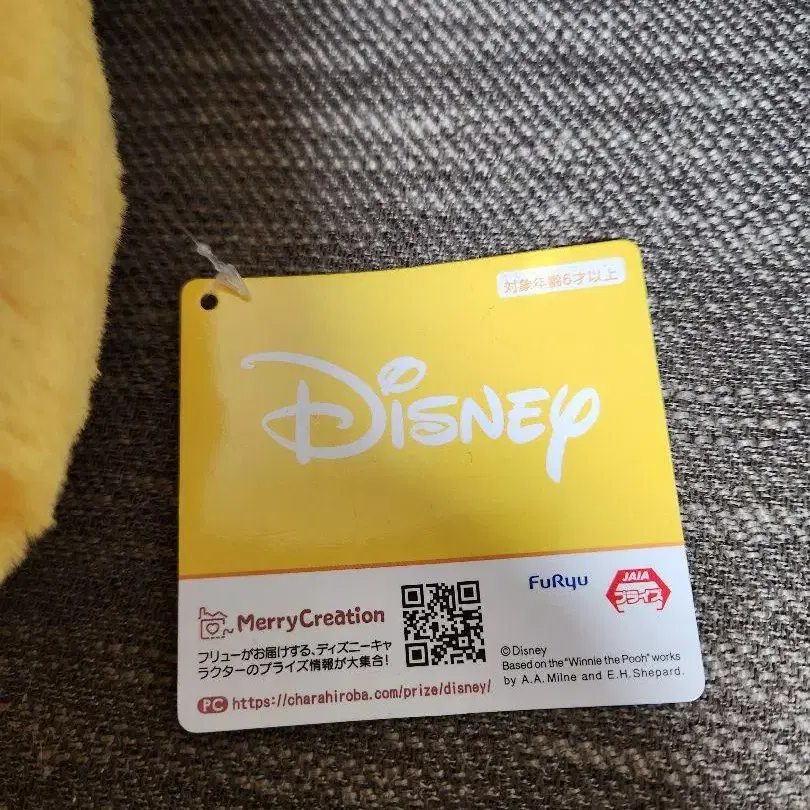 対象年齢6才以上
Disney
MerryCreation
フリューがお届けする、ディズニーキャ
ラクターのプライズ情報が大集合!
PC https://charahiroba.com/prize/disney/
FuRyu
JAIA
プライズ
©Disney
Based on the "Winnie the Pooh" works
by A.A. Milne and E.H. Shepard.